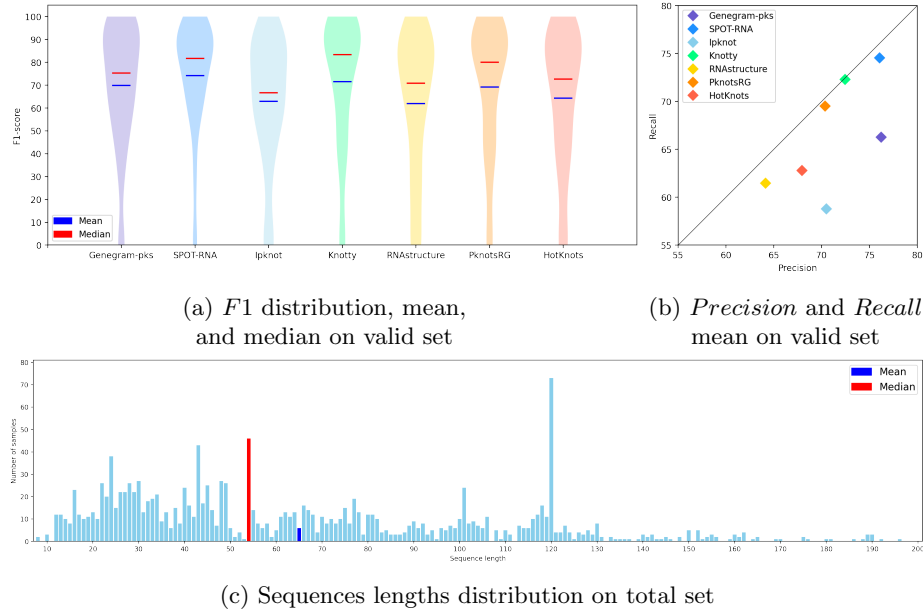 100
90
80
70
60
50
40
30
20
10
0
F1-score
Mean
Median
Genegram-pks SPOT-RNA Ipknot Knotty RNAstructure PknotsRG HotKnots
80
75
70
65
60
55
Recall
Genegram-pks
SPOT-RNA
Ipknot
Knotty
RNAstructure
PknotsRG
HotKnots
55 60 65 70 75 80
Precision
(a) F1 distribution, mean,
and median on valid set
(b) Precision and Recall
mean on valid set
80
70
60
50
40
30
20
10
0
Number of samples
Mean
Median
10 20 30 40 50 60 70 80 90 100 110 120 130 140 150 160 170 180 190 200
Sequence length
(c) Sequences lengths distribution on total set